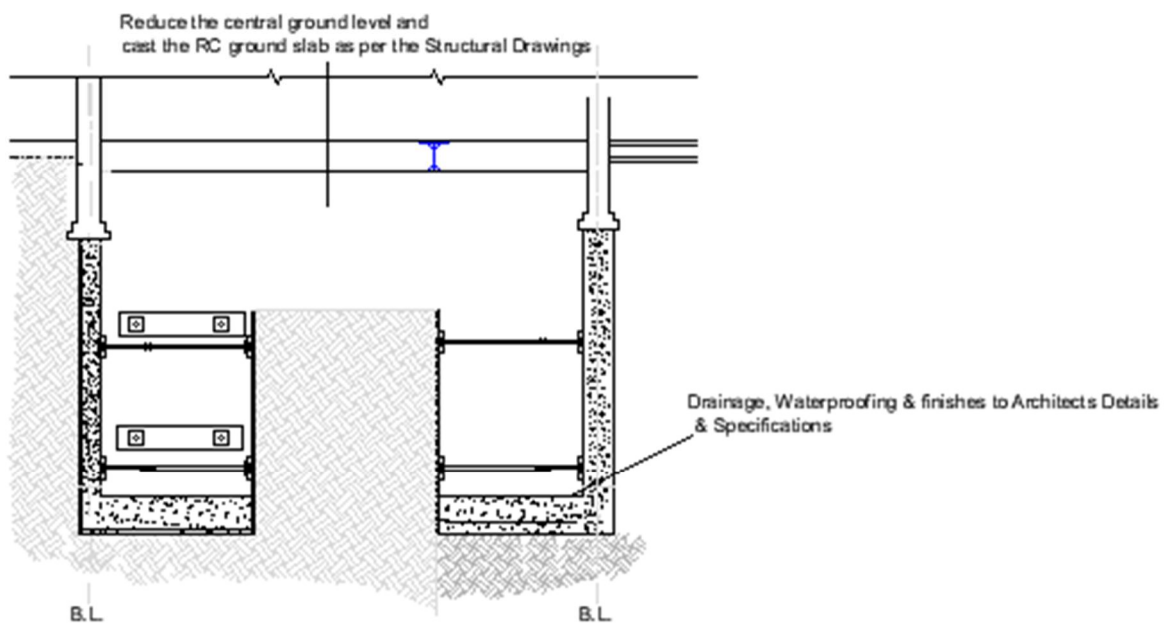 Reduce the central ground level and
cast the RC ground slab as per the Structural Drawings
Drainage, Waterproofing & finishes to Architects Details
& Specifications
B.L.
B.L.